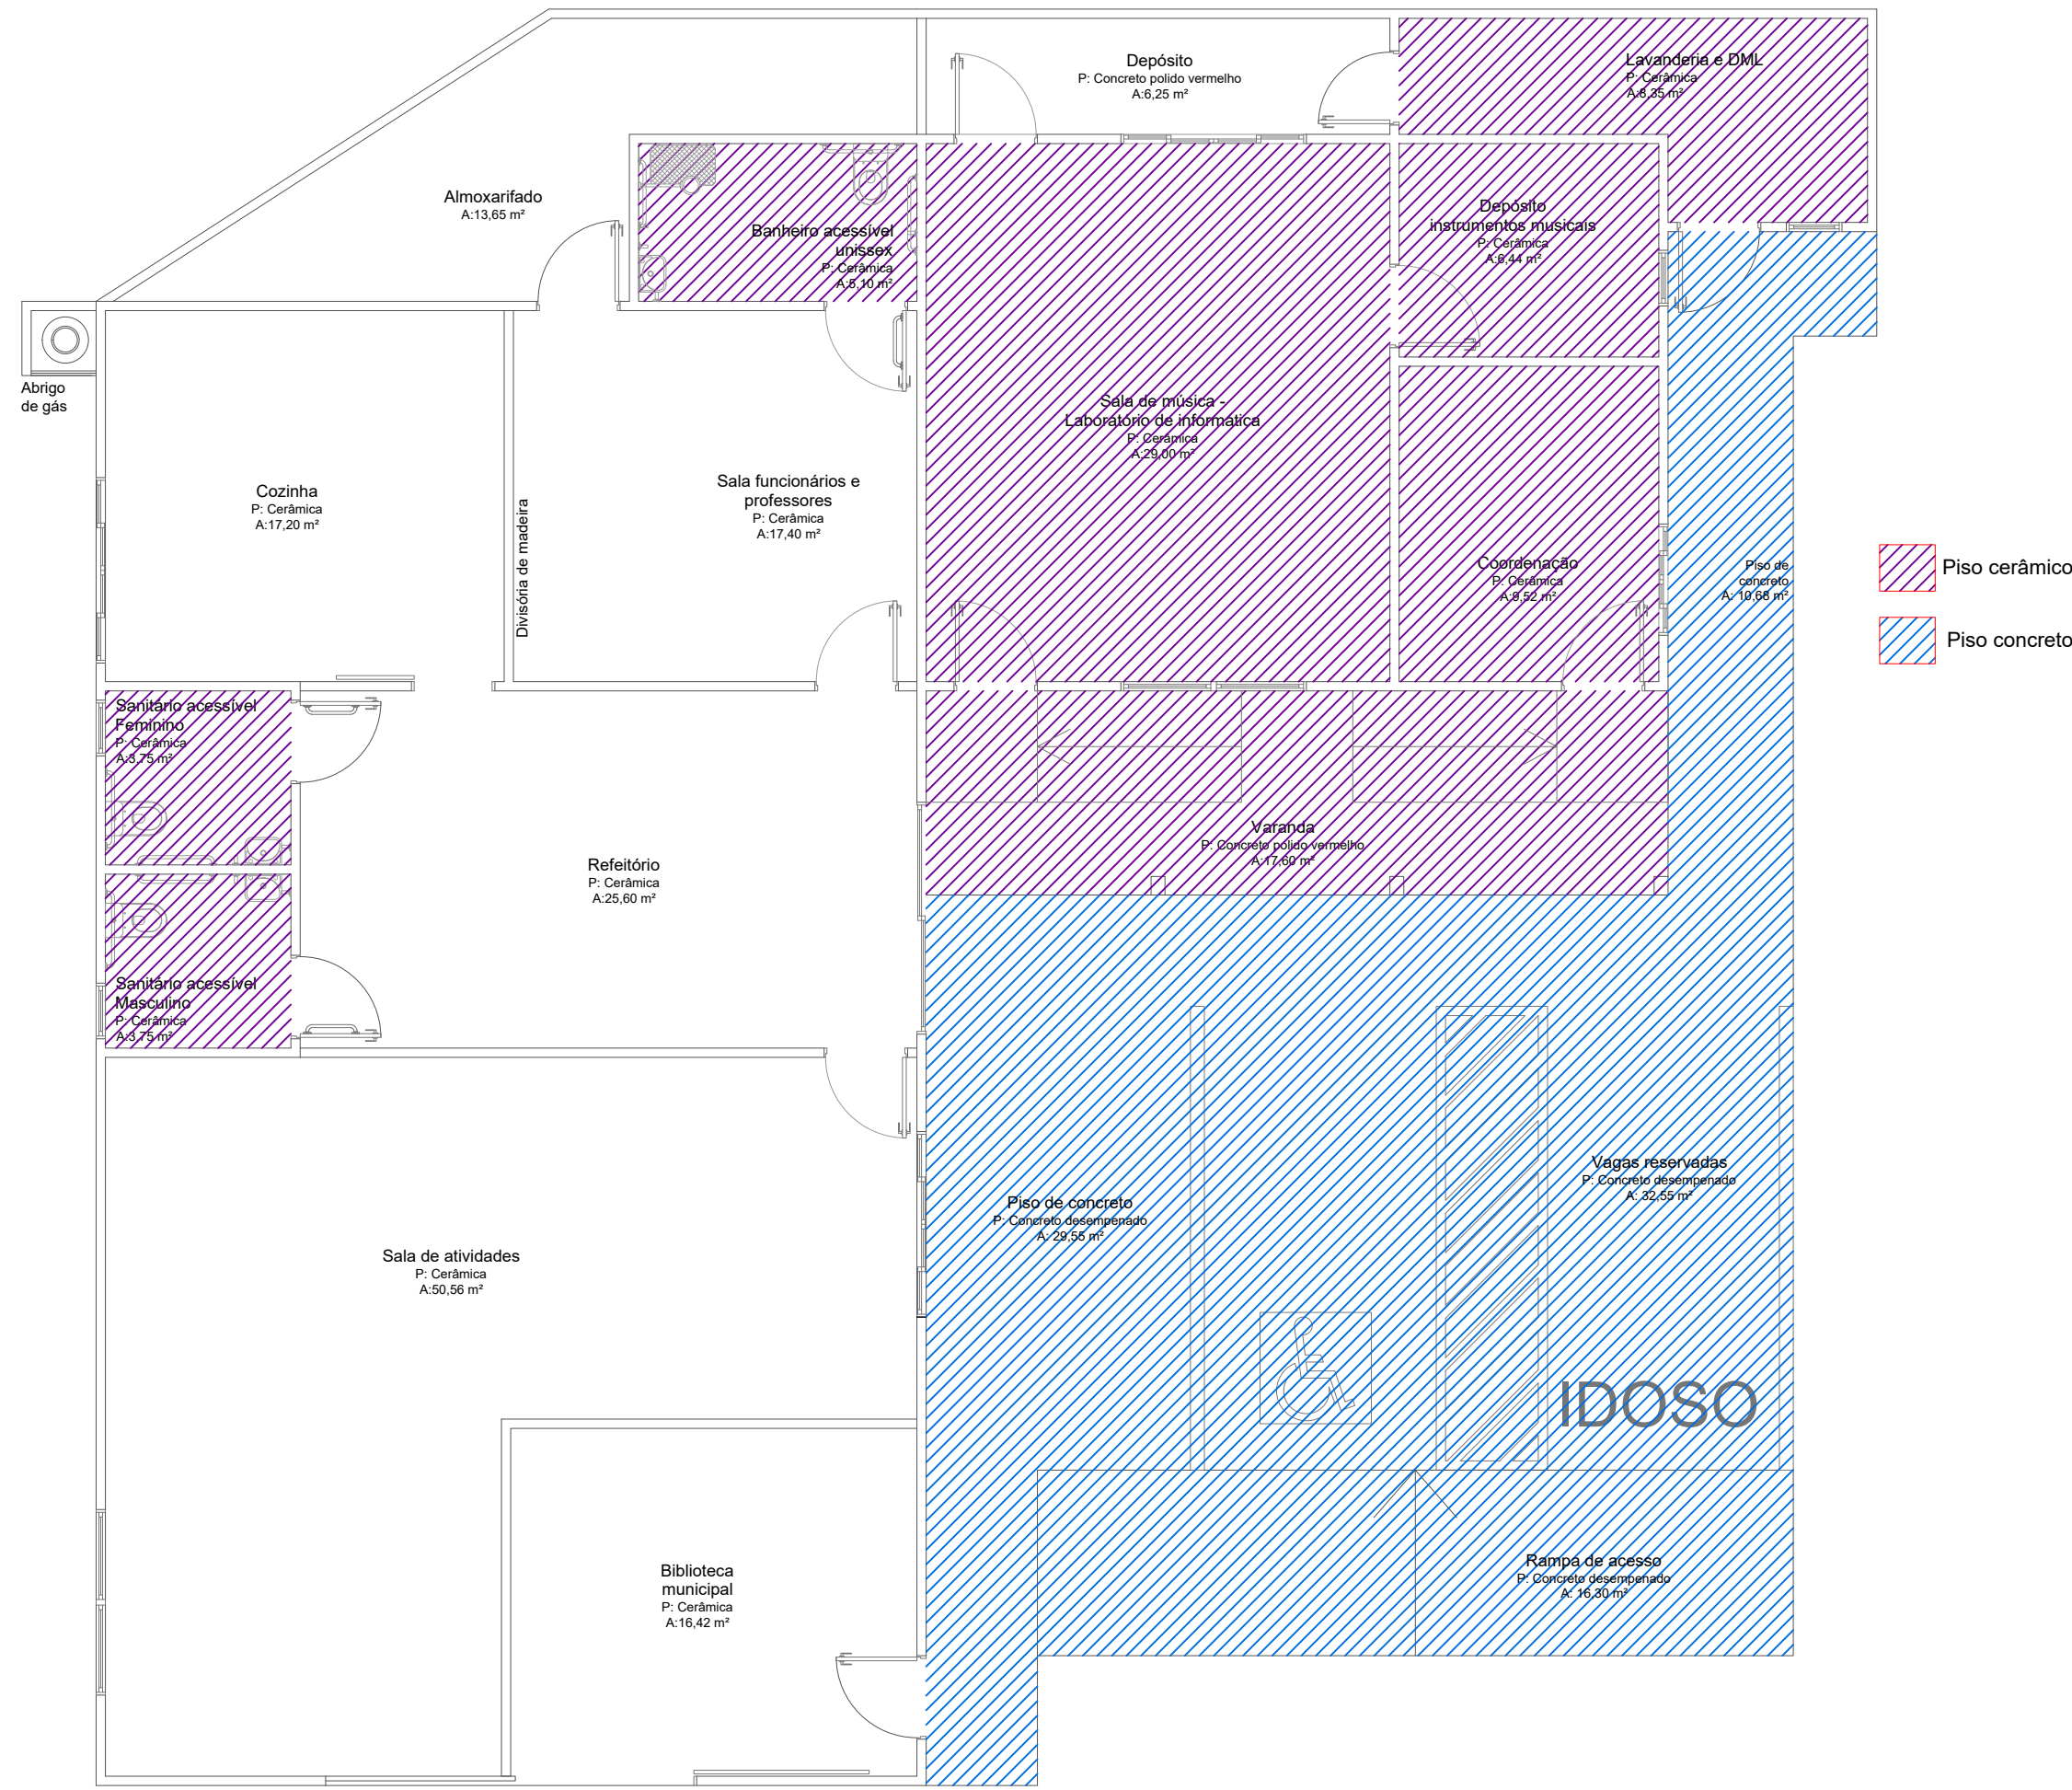 Depósito
P: Concreto polido vermelho
A:6,25 m²
Lavanderia e DML
P: Cerâmica
A:8,35 m²
Almoxarifado
A:13,65 m²
Banheiro acessível
unissex
P: Cerâmica
A:5,10 m²
Depósito
instrumentos musicais
P: Cerâmica
A:6,44 m²
Abrigo
de gás
Cozinha
P: Cerâmica
A:17,20 m²
Divisória de madeira
Sala funcionários e
professores
P: Cerâmica
A:17,40 m²
Sala de música -
Laboratório de informática
P: Cerâmica
A:29,00 m²
Coordenação
P: Cerâmica
A:9,52 m²
Piso de
concreto
A: 10,68 m²
Piso cerâmico
Piso concreto
Sanitário acessível
Feminino
P: Cerâmica
A:3,75 m²
Varanda
P: Concreto polido vermelho
A:17,60 m²
Refeitório
P: Cerâmica
A:25,60 m²
Sanitário acessível
Masculino
P: Cerâmica
A:3,75 m²
Piso de concreto
P: Concreto desempenado
A: 29,55 m²
Vagas reservadas
P: Concreto desempenado
A: 32,55 m²
Sala de atividades
P: Cerâmica
A:50,56 m²
IDOSO
Biblioteca
municipal
P: Cerâmica
A:16,42 m²
Rampa de acesso
P: Concreto desempenado
A: 16,30 m²